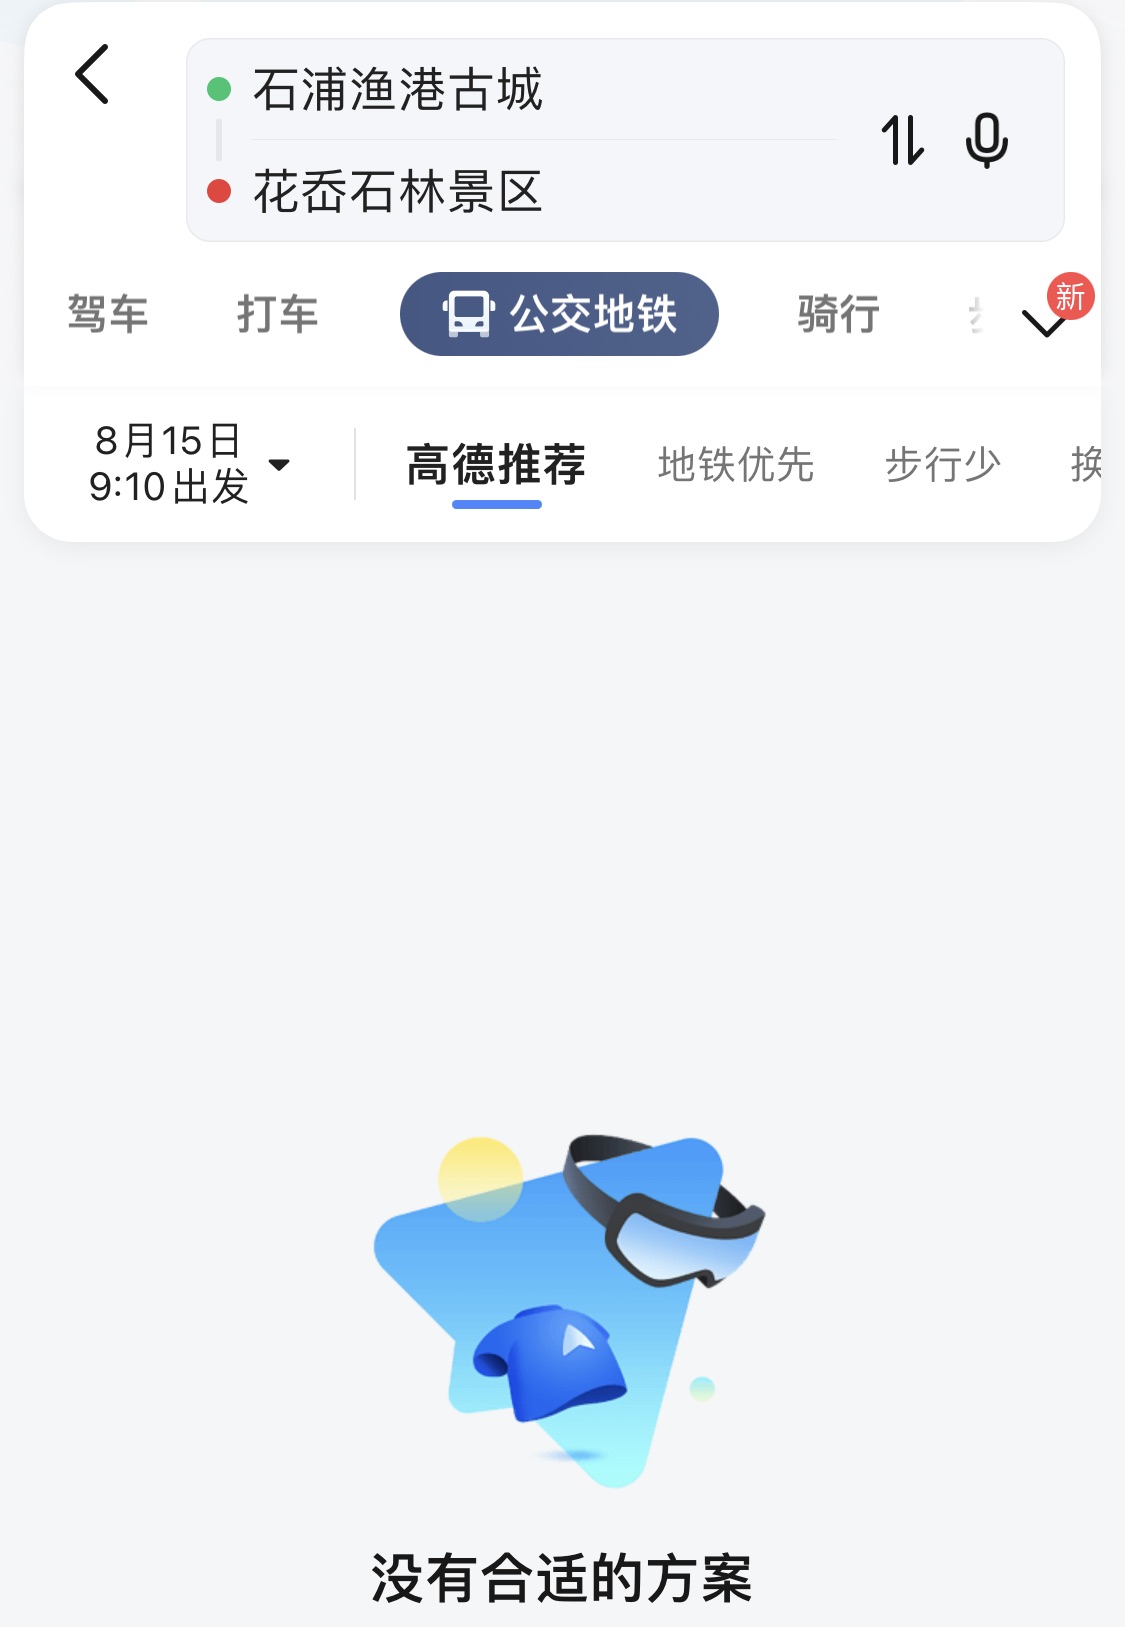 石浦渔港古城
花岙石林景区
驾车 打车 公交地铁 骑行 新
8月15日
9:10出发
高德推荐 地铁优先 步行少 换
没有合适的方案